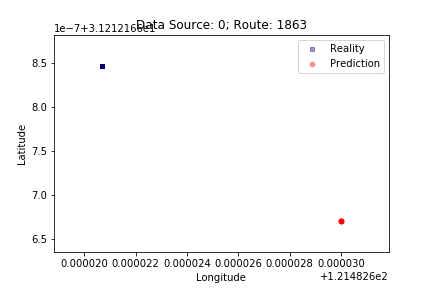 Data Source: 0; Route: 1863
1e-7+3.1212166e1
Reality
Prediction
8.5
8.0
7.5
7.0
6.5
Latitude
0.000020 0.000022 0.000024 0.000026 0.000028 0.000030
Longitude
+1.214826e2